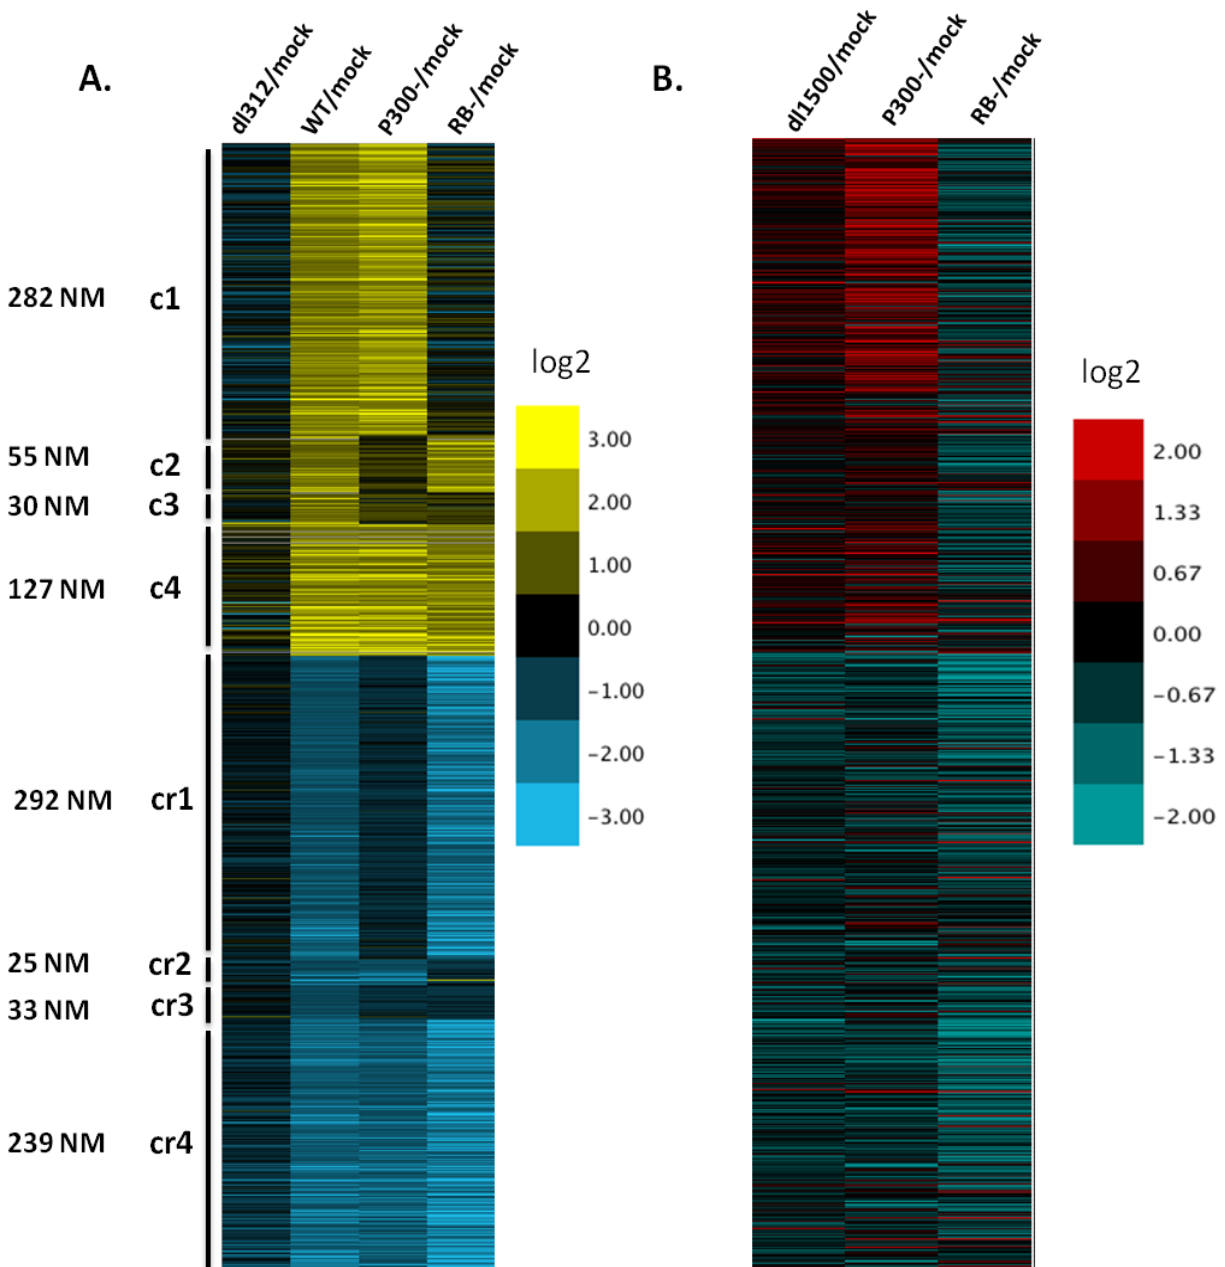 A.
dl312/mock
WT/mock
P300-/mock
RB-/mock
B.
dl1500/mock
P300-/mock
RB-/mock
282 NM c1
55 NM c2
30 NM c3
127 NM c4
292 NM cr1
25 NM cr2
33 NM cr3
239 NM cr4
log2
3.00
2.00
1.00
0.00
−1.00
−2.00
−3.00
log2
2.00
1.33
0.67
0.00
−0.67
−1.33
−2.00